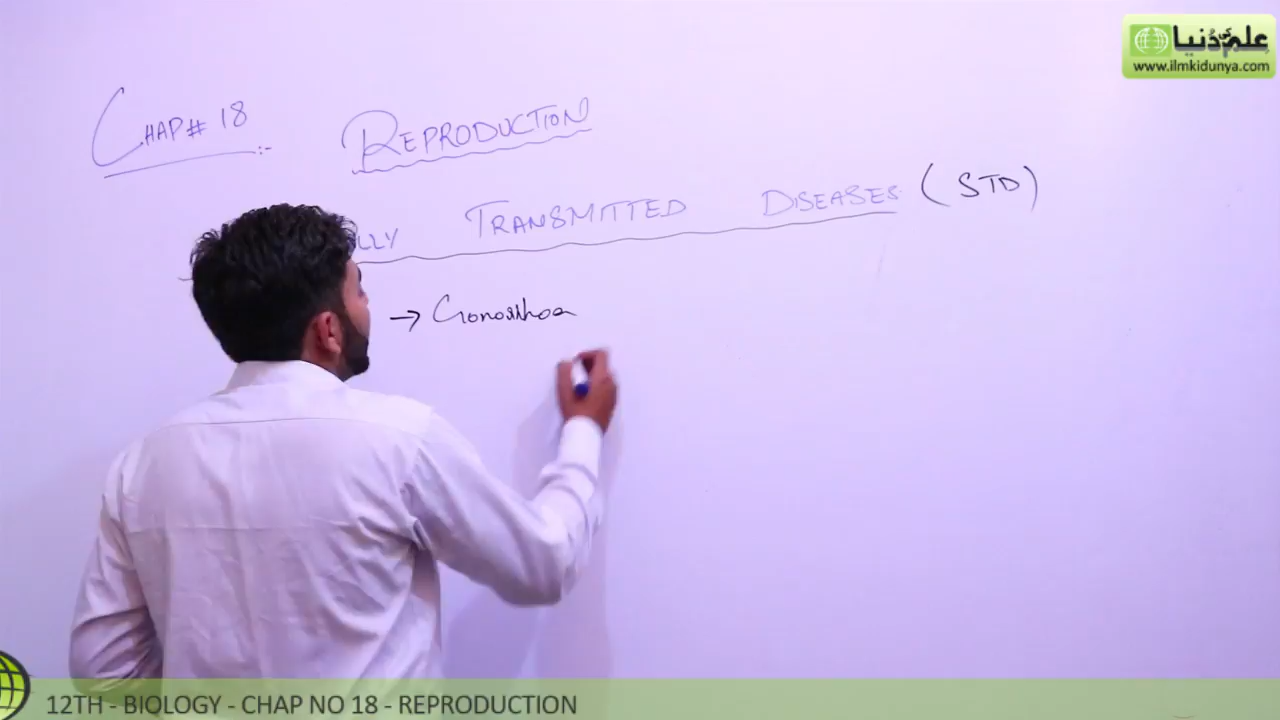 علم کی دنیا
www.ilmkidunya.com
CHAP# 18 :-
REPRODUCTION
LLY TRANSMITTED DISEASES (STD)
→ Gonorrhoea
12TH - BIOLOGY - CHAP NO 18 - REPRODUCTION